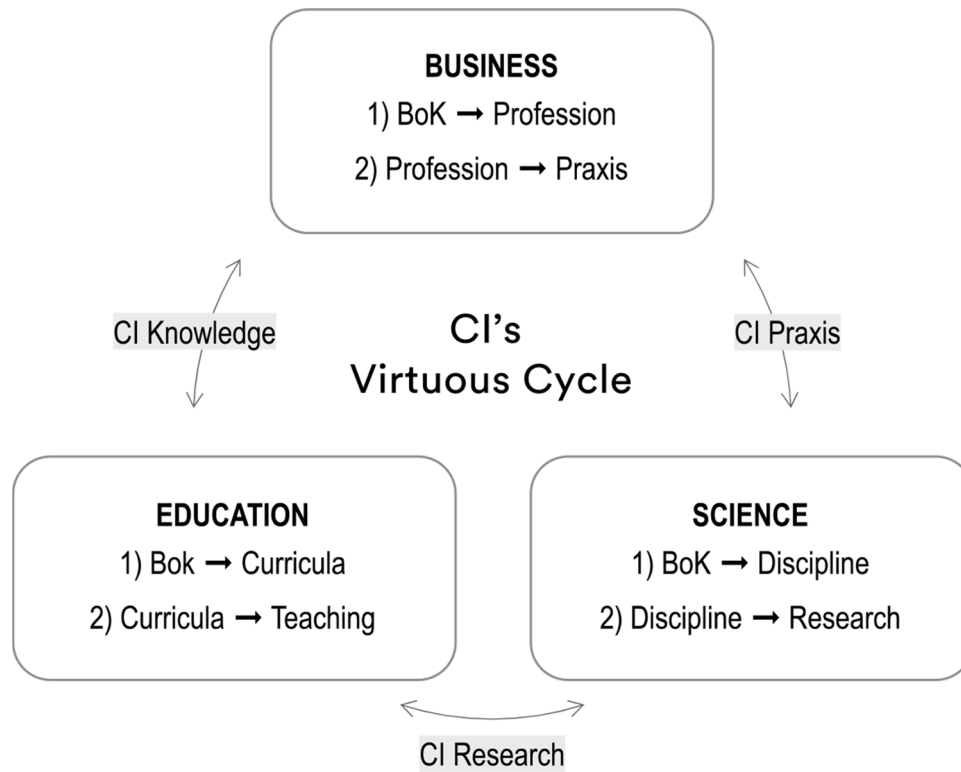 BUSINESS
1) BoK → Profession
2) Profession → Praxis
CI Knowledge
CI's
Virtuous Cycle
CI Praxis
EDUCATION
1) Bok → Curricula
2) Curricula → Teaching
SCIENCE
1) BoK → Discipline
2) Discipline → Research
CI Research